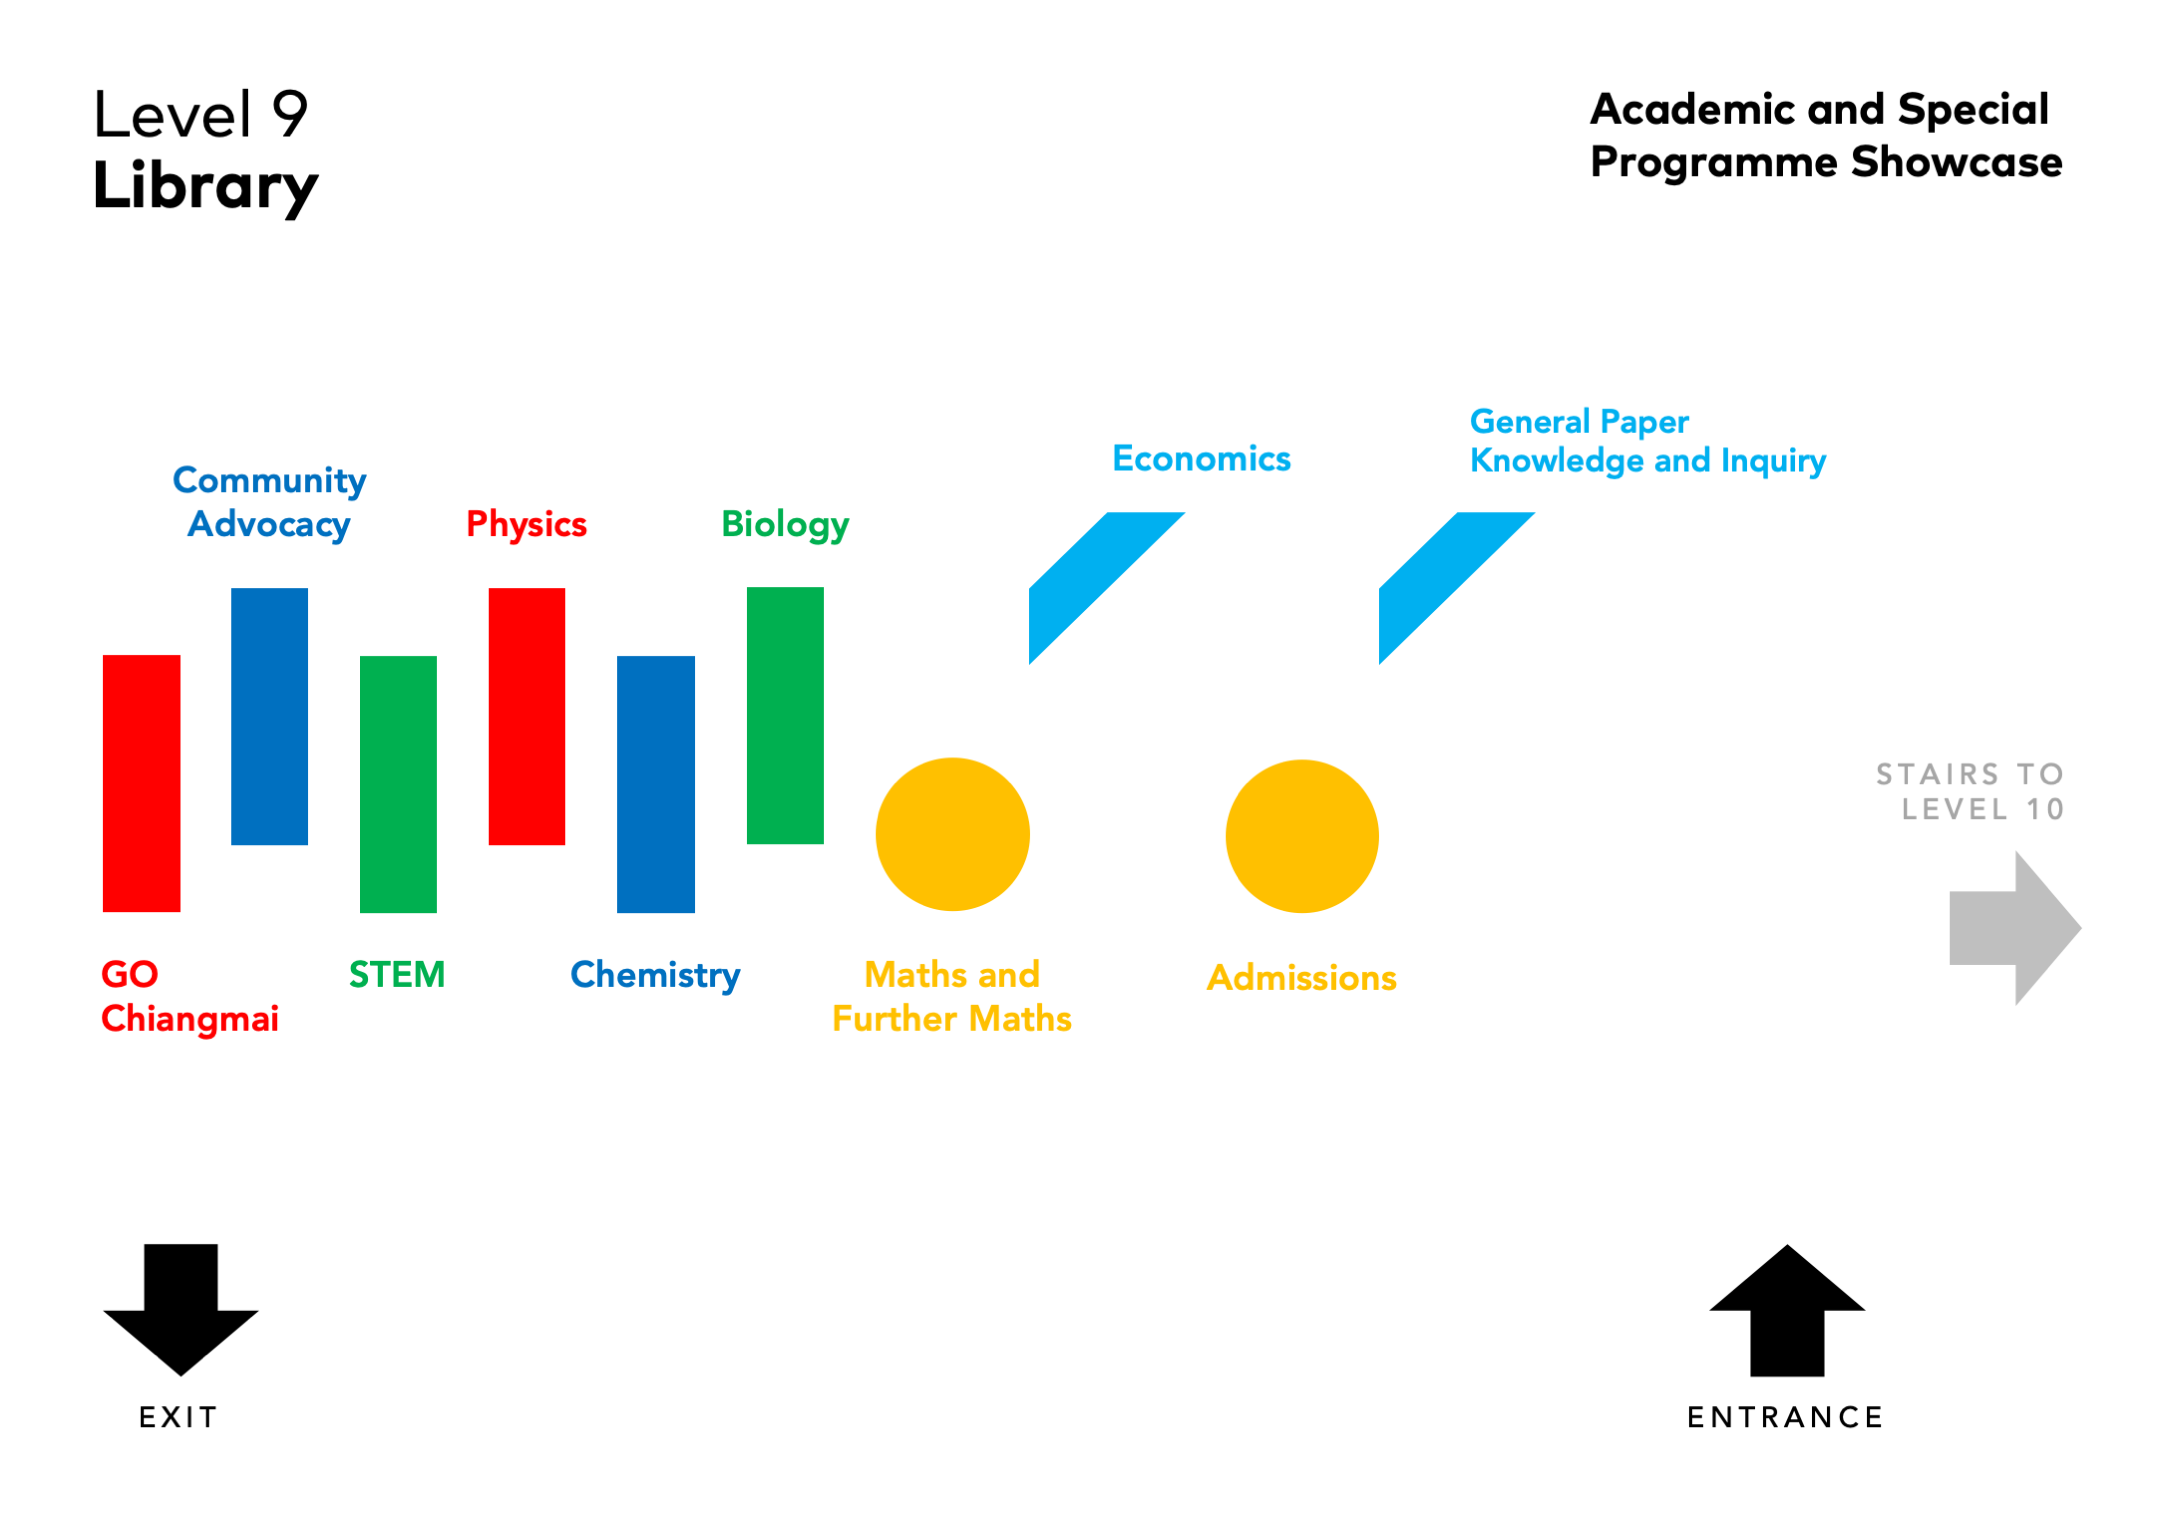 Level 9
Library
Academic and Special
Programme Showcase
General Paper
Knowledge and Inquiry
Economics
Community
Advocacy
Physics
Biology
STAIRS TO
LEVEL 10
GO
Chiangmai
STEM
Chemistry
Maths and
Further Maths
Admissions
EXIT
ENTRANCE